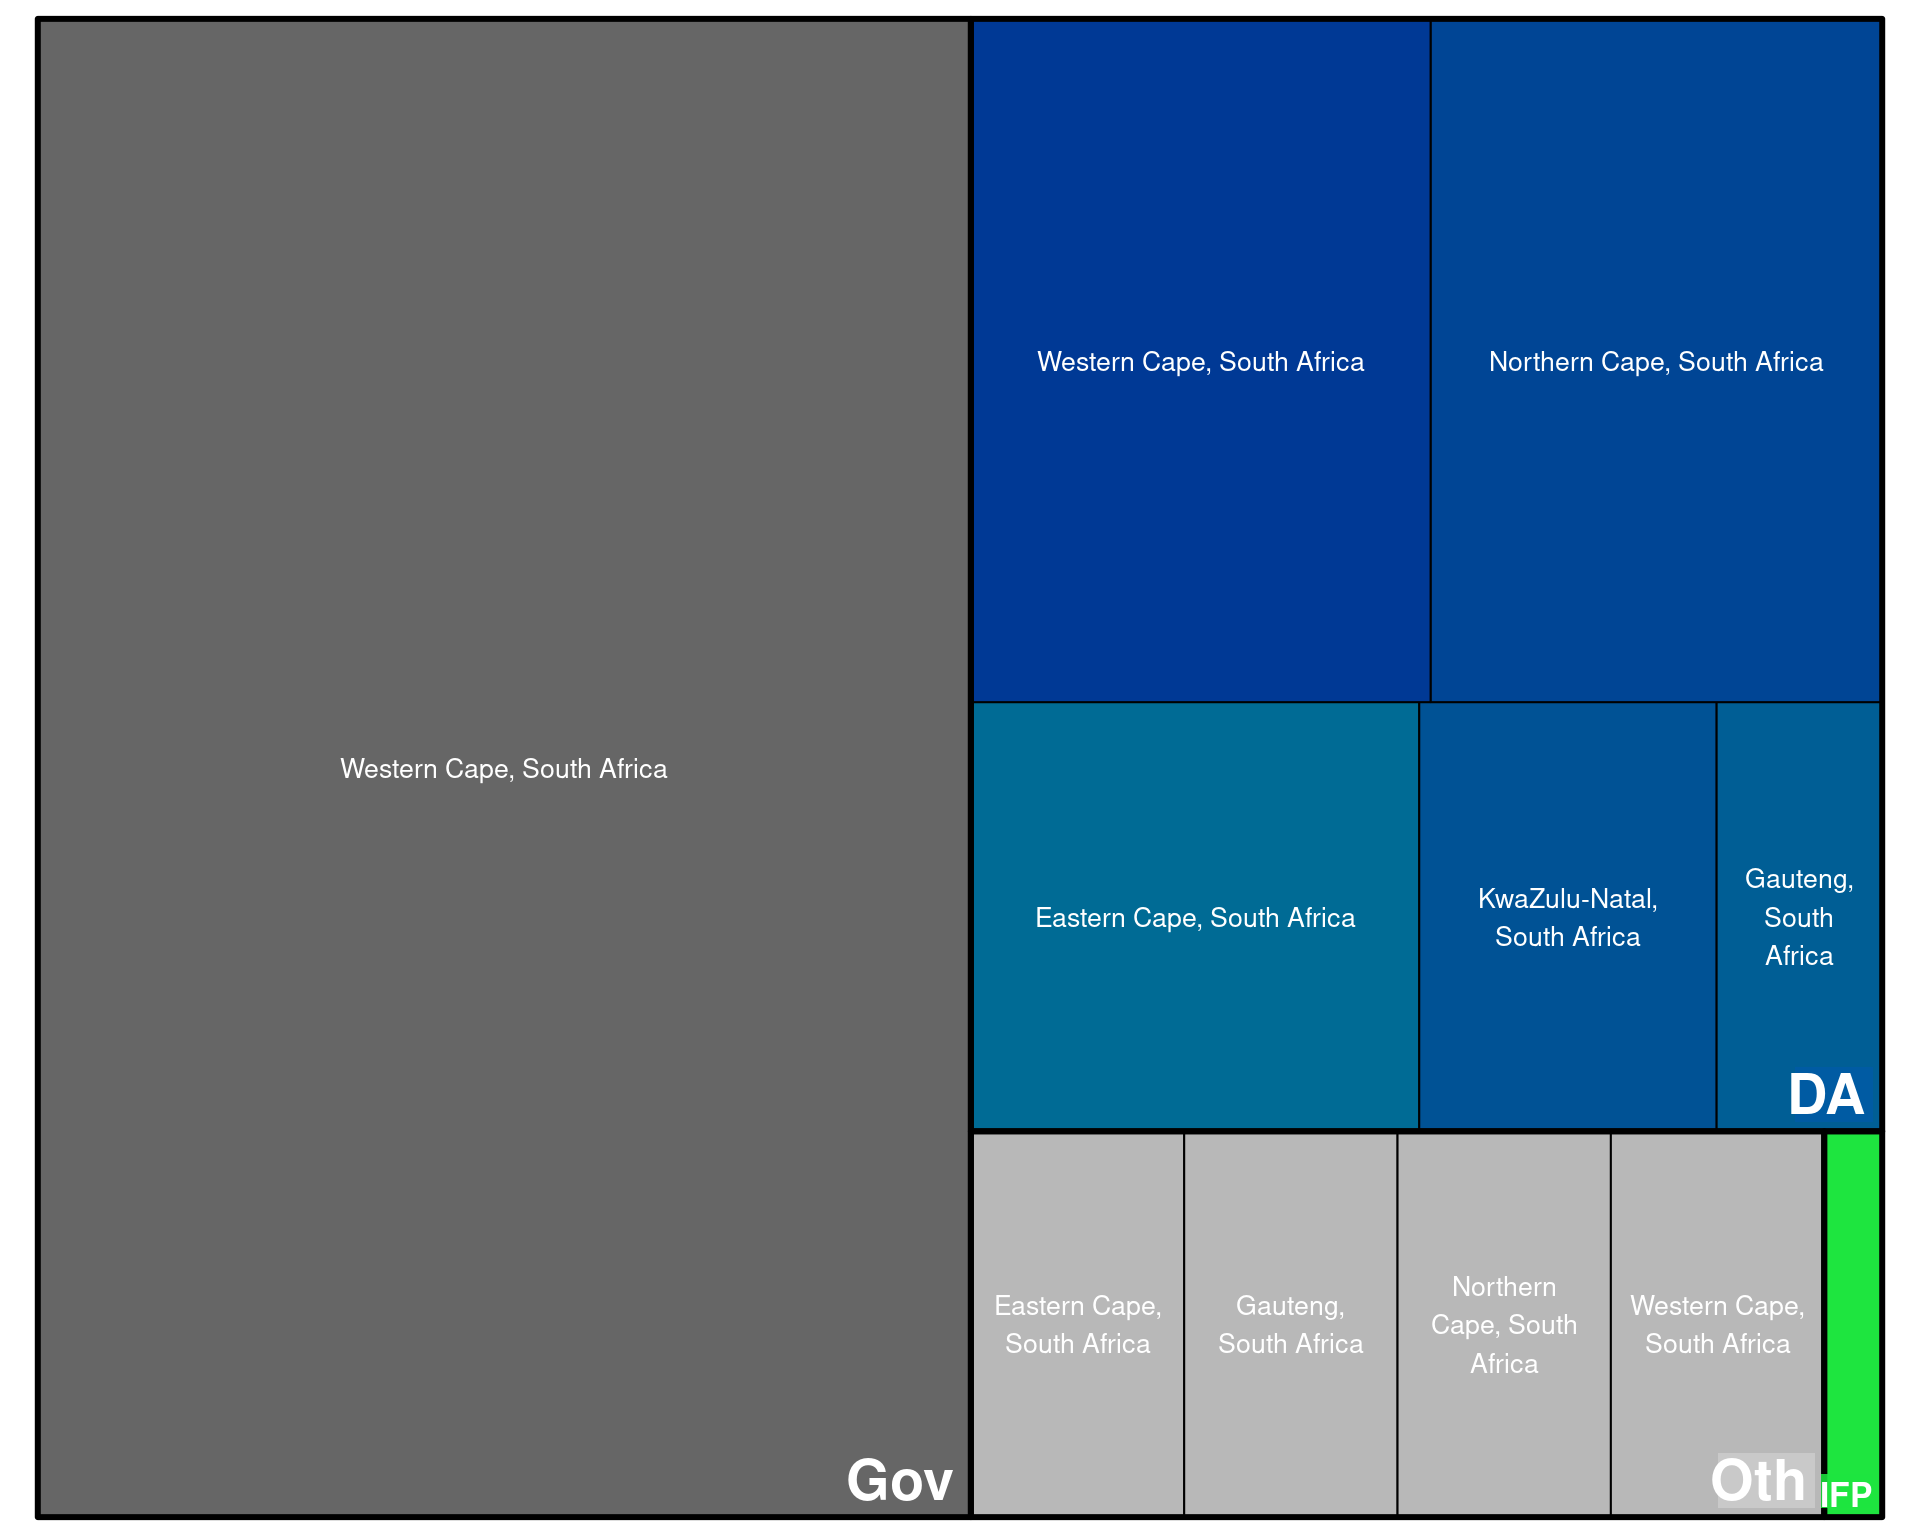 Western Cape, South Africa
Gov
Western Cape, South Africa
Northern Cape, South Africa
Eastern Cape, South Africa
KwaZulu-Natal,
South Africa
Gauteng,
South
Africa
DA
Eastern Cape,
South Africa
Gauteng,
South Africa
Northern
Cape, South
Africa
Western Cape,
South Africa
Oth
IFP